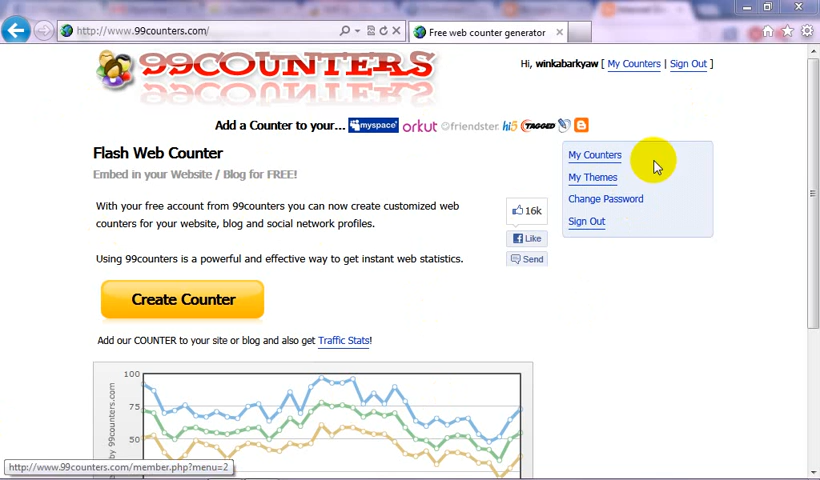 http://www.99counters.com/
Free web counter generator
99COUNTERS
Hi, winkabarkyaw [ My Counters | Sign Out ]
Add a Counter to your... myspace orkut friendster hi5 TAGGED
Flash Web Counter
Embed in your Website / Blog for FREE!
With your free account from 99counters you can now create customized web
counters for your website, blog and social network profiles.
Using 99counters is a powerful and effective way to get instant web statistics.
Create Counter
Add our COUNTER to your site or blog and also get Traffic Stats!
16k
Like
Send
My Counters
My Themes
Change Password
Sign Out
100
75
50
by 99counters.com
http://www.99counters.com/member.php?menu=2